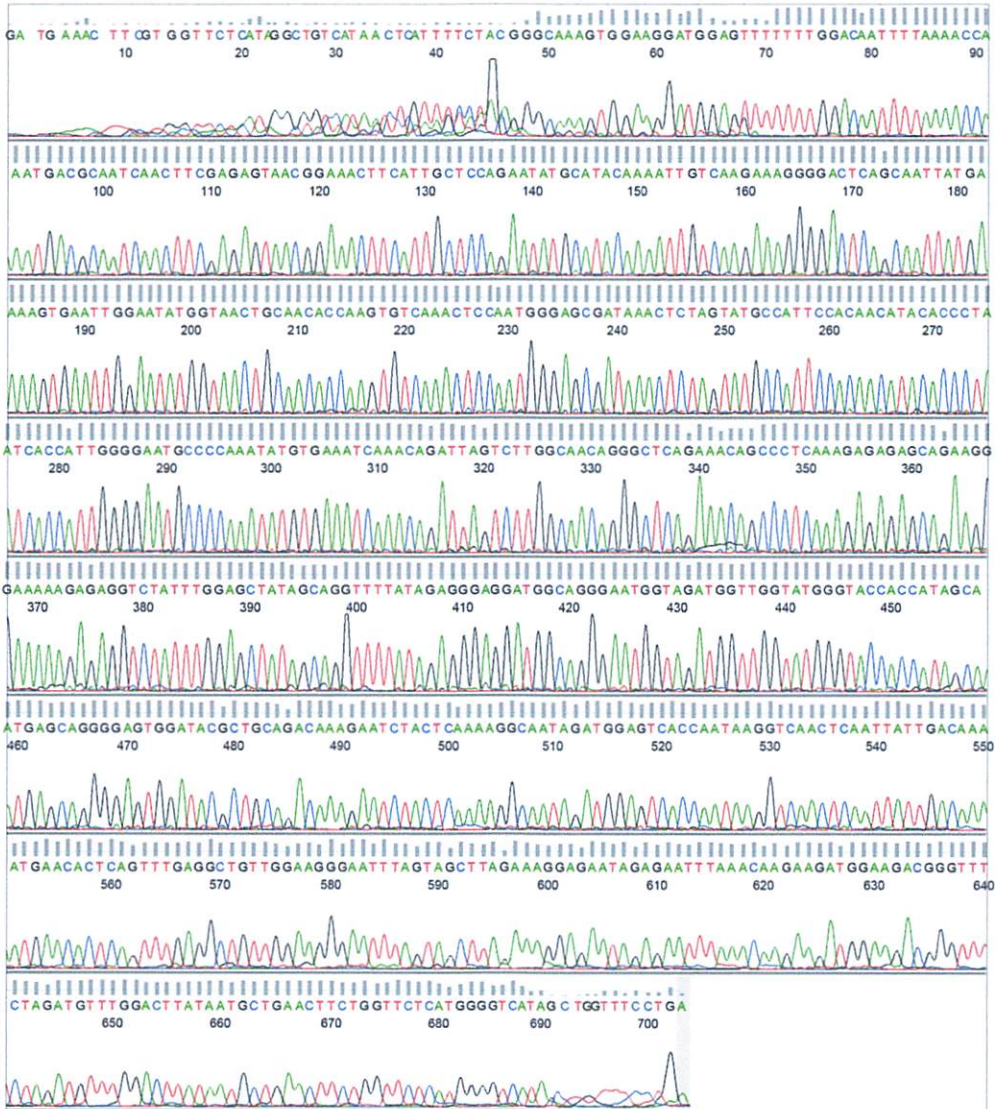 GA TGAAAC TTCGTGGTTCTCATAGGCTGTCATAACTCATTTTCTACGGGCAAAGTGGAAGGATGGAGTTTTTTTGGACAATTTTAAAACCA
10 20 30 40 50 60 70 80 90
AATGACGCAATCAACTTCGAGAGTAACGGAAACTTCATTGCTCCAGAATATGCATACAAAATTGTCAAGAAAGGGGACTCAGCAATTATGA
100 110 120 130 140 150 160 170 180
AAAGTGAATTGGAATATGGTAACTGCAACACCAAGTGTCAAACTCCAATGGGAGCGATAAACTCTAGTATGCCATTCCACAACATACACCCTA
190 200 210 220 230 240 250 260 270
ATCACCATTGGGGAATGCCCCAAATATGTGAAATCAAACAGATTAGTCTTGGCAACAGGGCTCAGAAACAGCCCTCAAAGAGAGAGCAGAAGG
280 290 300 310 320 330 340 350 360
GAAAAAGAGAGGTCTATTTGGAGCTATAGCAGGTTTTATAGAGGGAGGATGGCAGGGAATGGTAGATGGTTGGTATGGGTACCACCATAGCA
370 380 390 400 410 420 430 440 450
ATGAGCAGGGGAGTGGATACGCTGCAGACAAAGAATCTACTCAAAAGGCAATAGATGGAGTCACCAATAAGGTCAACTCAATTATTGACAAA
460 470 480 490 500 510 520 530 540 550
ATGAACACTCAGTTTGAGGCTGTTGGAAGGGAATTTAGTAGCTTAGAAAGGAGAATAGAGAATTTAAACAAGAAGATGGAAGACGGGTTT
560 570 580 590 600 610 620 630 640
CTAGATGTTTGGACTTATAATGCTGAACTTCTGGTTCTCATGGGGTCATAGCTGGTTTCCTGA
650 660 670 680 690 700